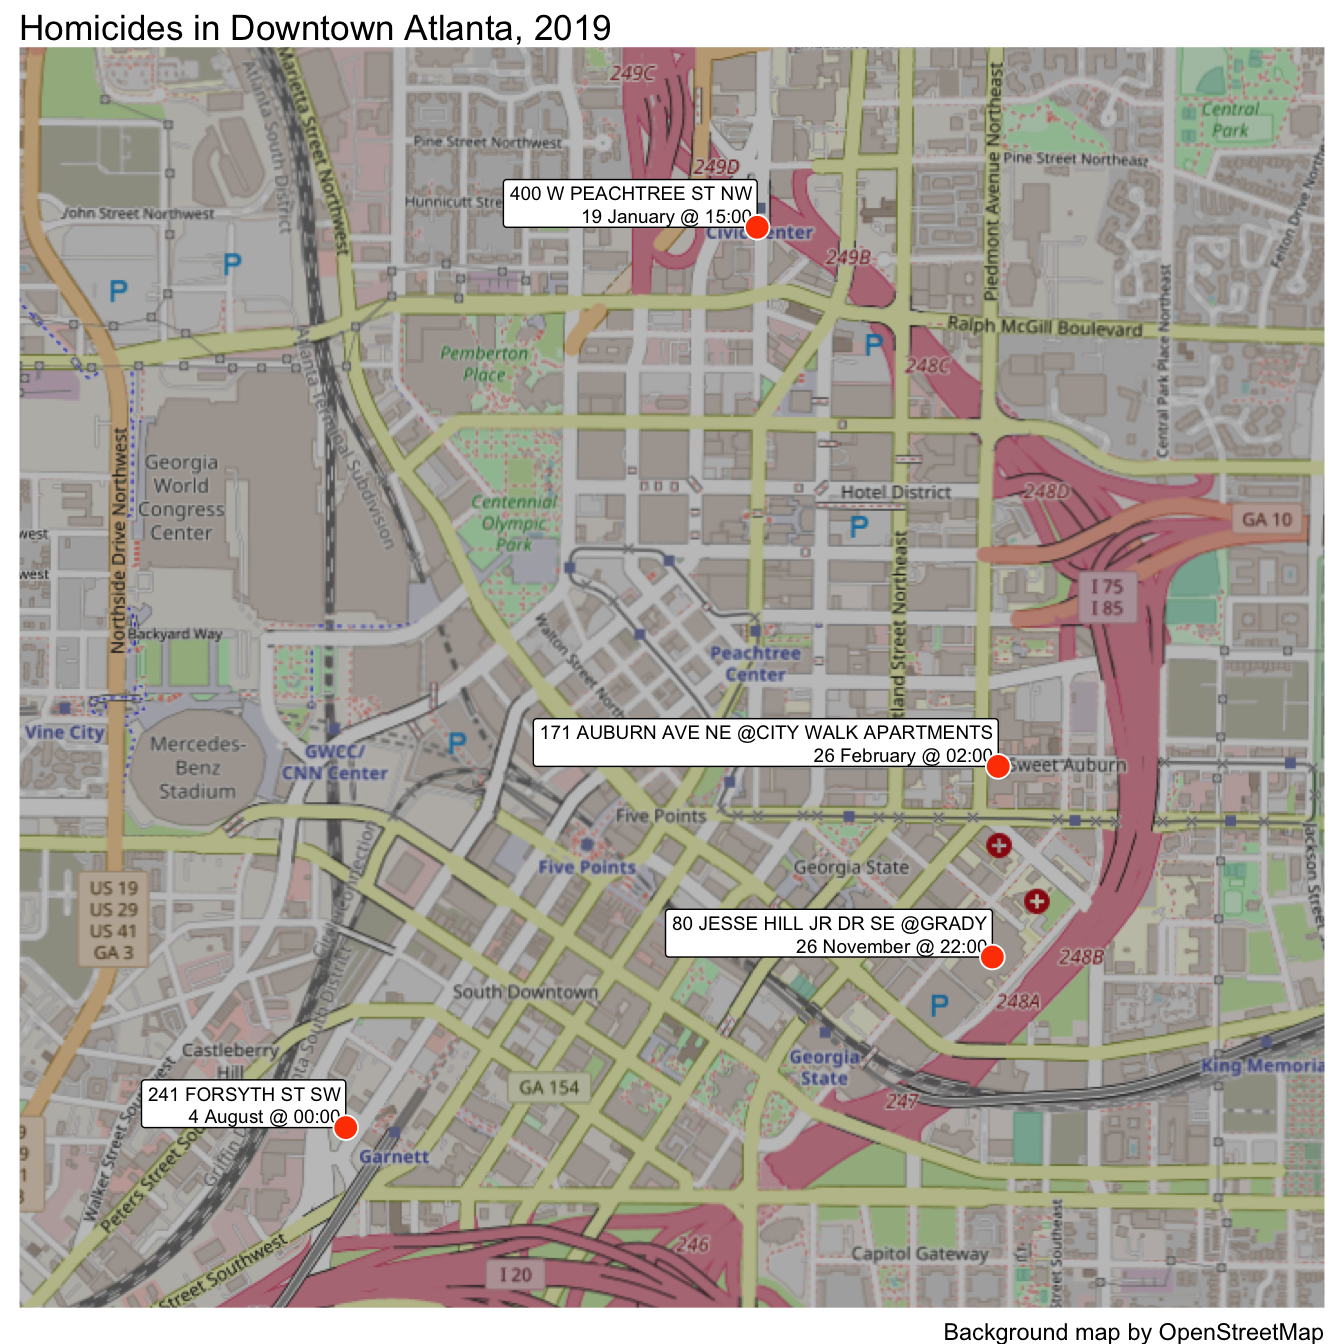 Homicides in Downtown Atlanta, 2019
249C
Marietta Street Northwest
Atlanta South District
Pine Street Northwest
Piedmont Avenue Northeast
Central
Park
Pine Street Northeast
249D
400 W PEACHTREE ST NW
19 January @ 15:00
Hunnicutt Stre
John Street Northwest
Civic Center
249B
P
P
Ralph McGill Boulevard
Central Park Place Northeast
Pemberton
Place
P
248C
Atlanta Terminal Subdivision
Northside Drive Northwest
Georgia
World
Congress
Center
Centennial
Olympic
Park
Hotel District
P
248D
GA 10
west
west
I 75
I 85
Backyard Way
Walton Street North
Peachtree
Center
tland Street Northeast
Vine City
Mercedes-
Benz
Stadium
GWCC/
CNN Center
P
171 AUBURN AVE NE @CITY WALK APARTMENTS
26 February @ 02:00
Sweet Auburn
Five Points
Five Points
Georgia State
Jackson Street
US 19
US 29
US 41
GA 3
80 JESSE HILL JR DR SE @GRADY
26 November @ 22:00
248B
248A
P
South Downtown
Castleberry
Hill
Georgia
State
King Memoria
GA 154
247
241 FORSYTH ST SW
4 August @ 00:00
Garnett
Walker Street Sou
Peters Street Sou
Street Southwest
246
I 20
Capitol Gateway
Street Southeast
Background map by OpenStreetMap